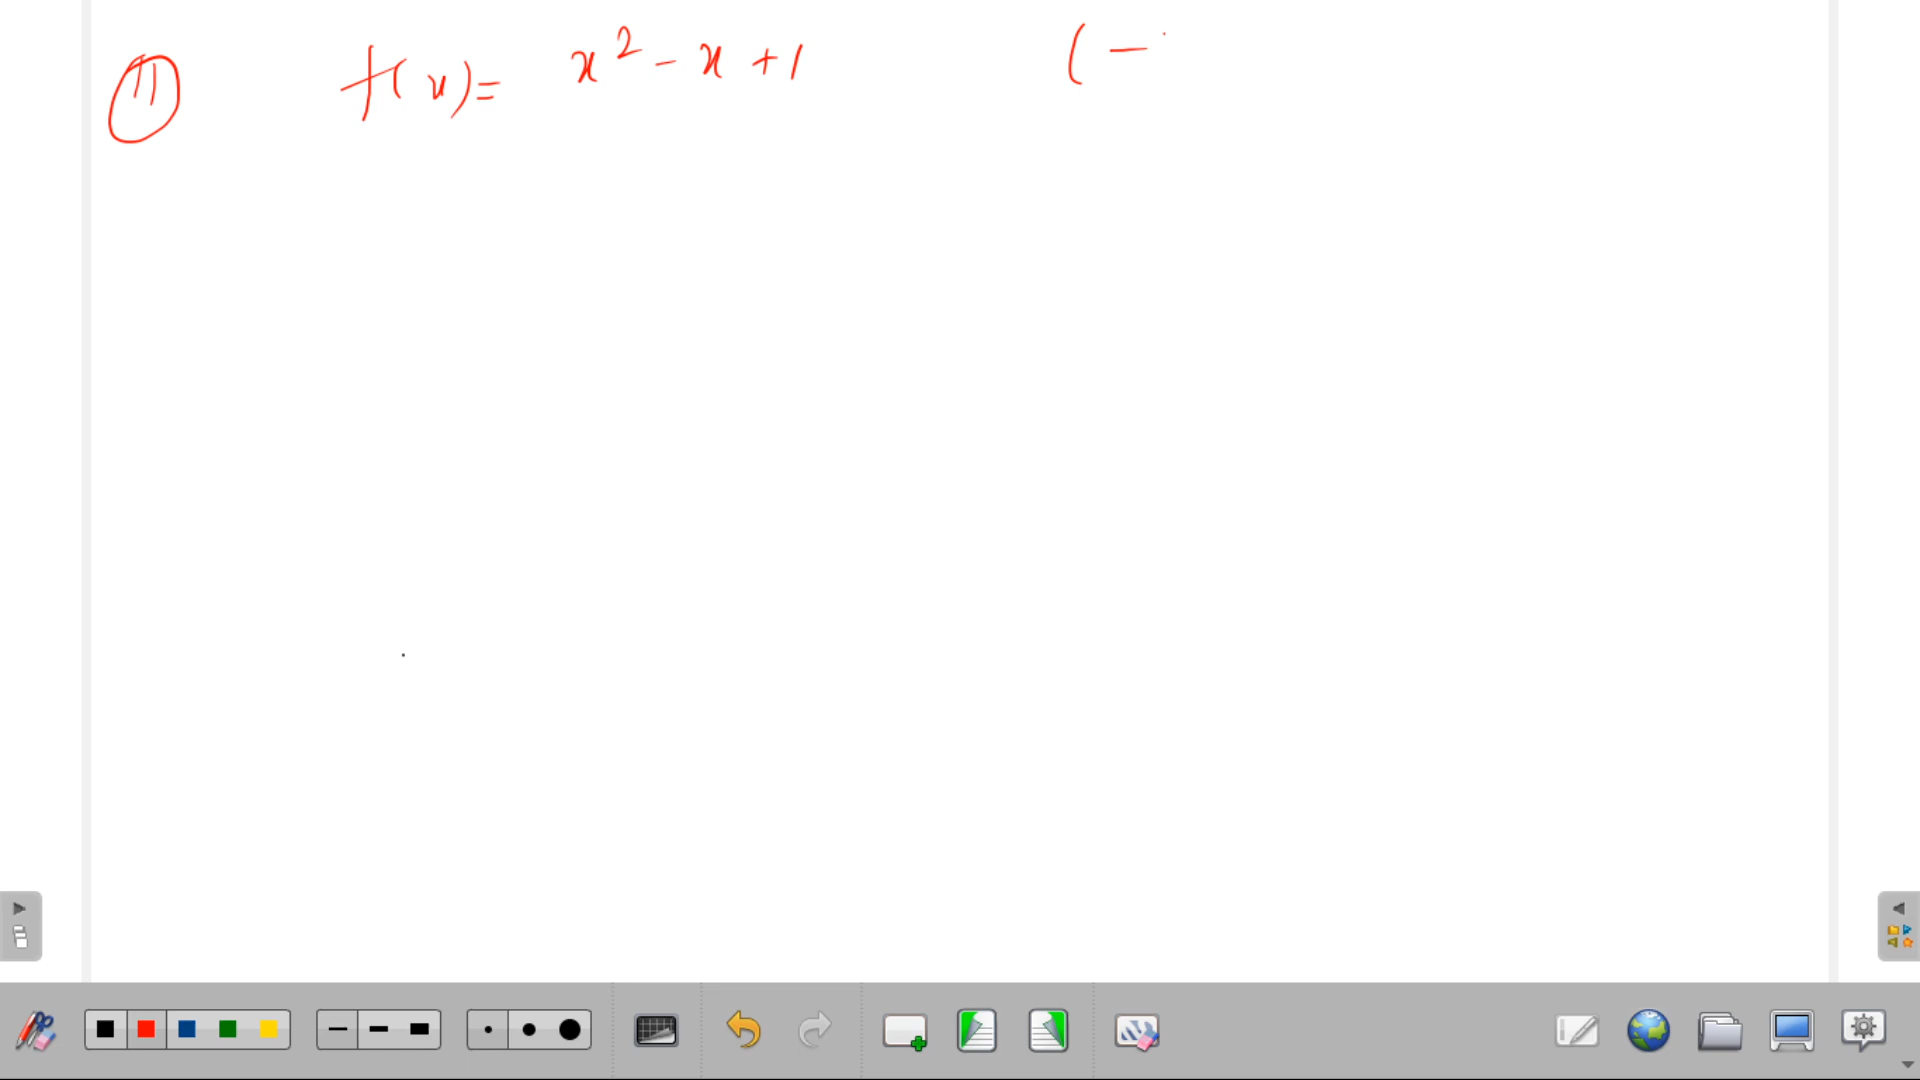 ⑪ f(x) = x² - x + 1 ( -